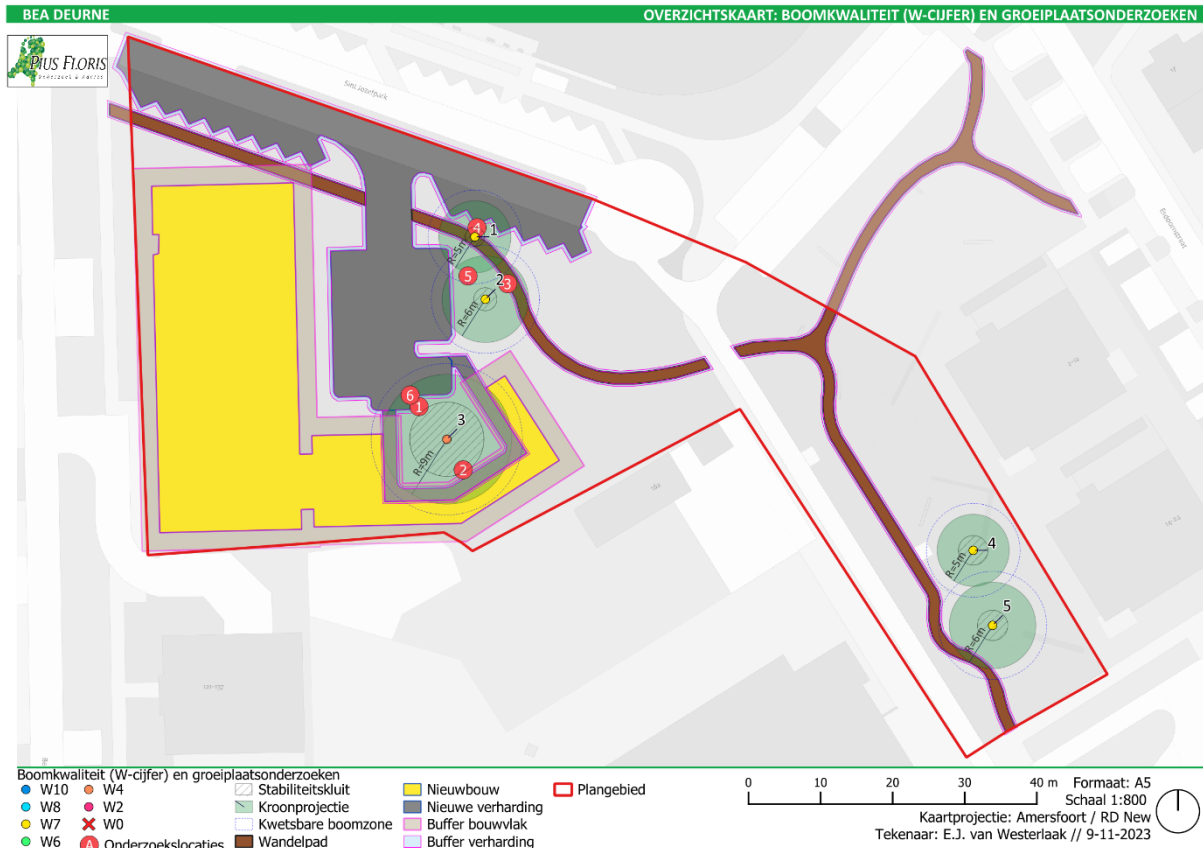 BEA DEURNE
OVERZICHTSKAART: BOOMKWALITEIT (W-CIJFER) EN GROEIPLAATSONDERZOEKEN
PIUS FLORIS
Sint Jozefpark
4
1
R=5m
5
2
3
R=6m
6
1
3
R=9m
2
4
R=5m
5
R=6m
Boomkwaliteit (W-cijfer) en groeiplaatsonderzoeken
W10
W8
W7
W6
W4
W2
W0
A Onderzoekslocaties
Stabiliteitskluit
Kroonprojectie
Kwetsbare boomzone
Wandelpad
Nieuwbouw
Nieuwe verharding
Buffer bouwvlak
Buffer verharding
Plangebied
0 10 20 30 40 m
Formaat: A5
Schaal 1:800
Kaartprojectie: Amersfoort / RD New
Tekenaar: E.J. van Westerlaak // 9-11-2023